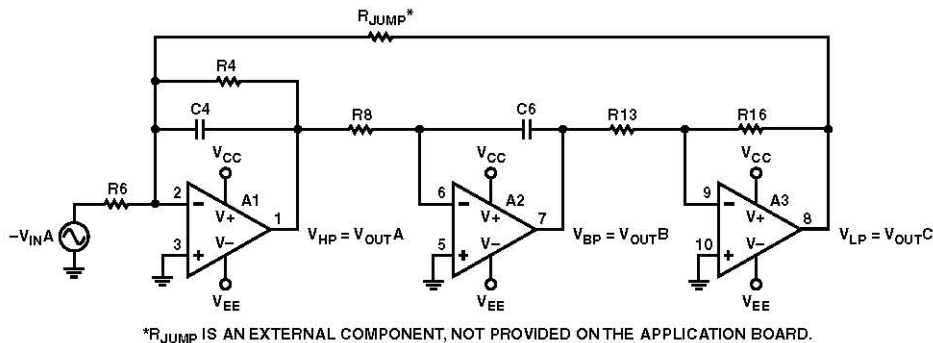 RJUMP*
R4
C4
R8
C6
R13
R16
VCC
VCC
VCC
R6
2
−
A1
V+
1
3
+
V−
6
−
A2
V+
7
5
+
V−
9
−
A3
V+
8
10
+
V−
−VINA
VHP = VOUTA
VBP = VOUTB
VLP = VOUTC
VEE
VEE
VEE
*RJUMP IS AN EXTERNAL COMPONENT, NOT PROVIDED ON THE APPLICATION BOARD.